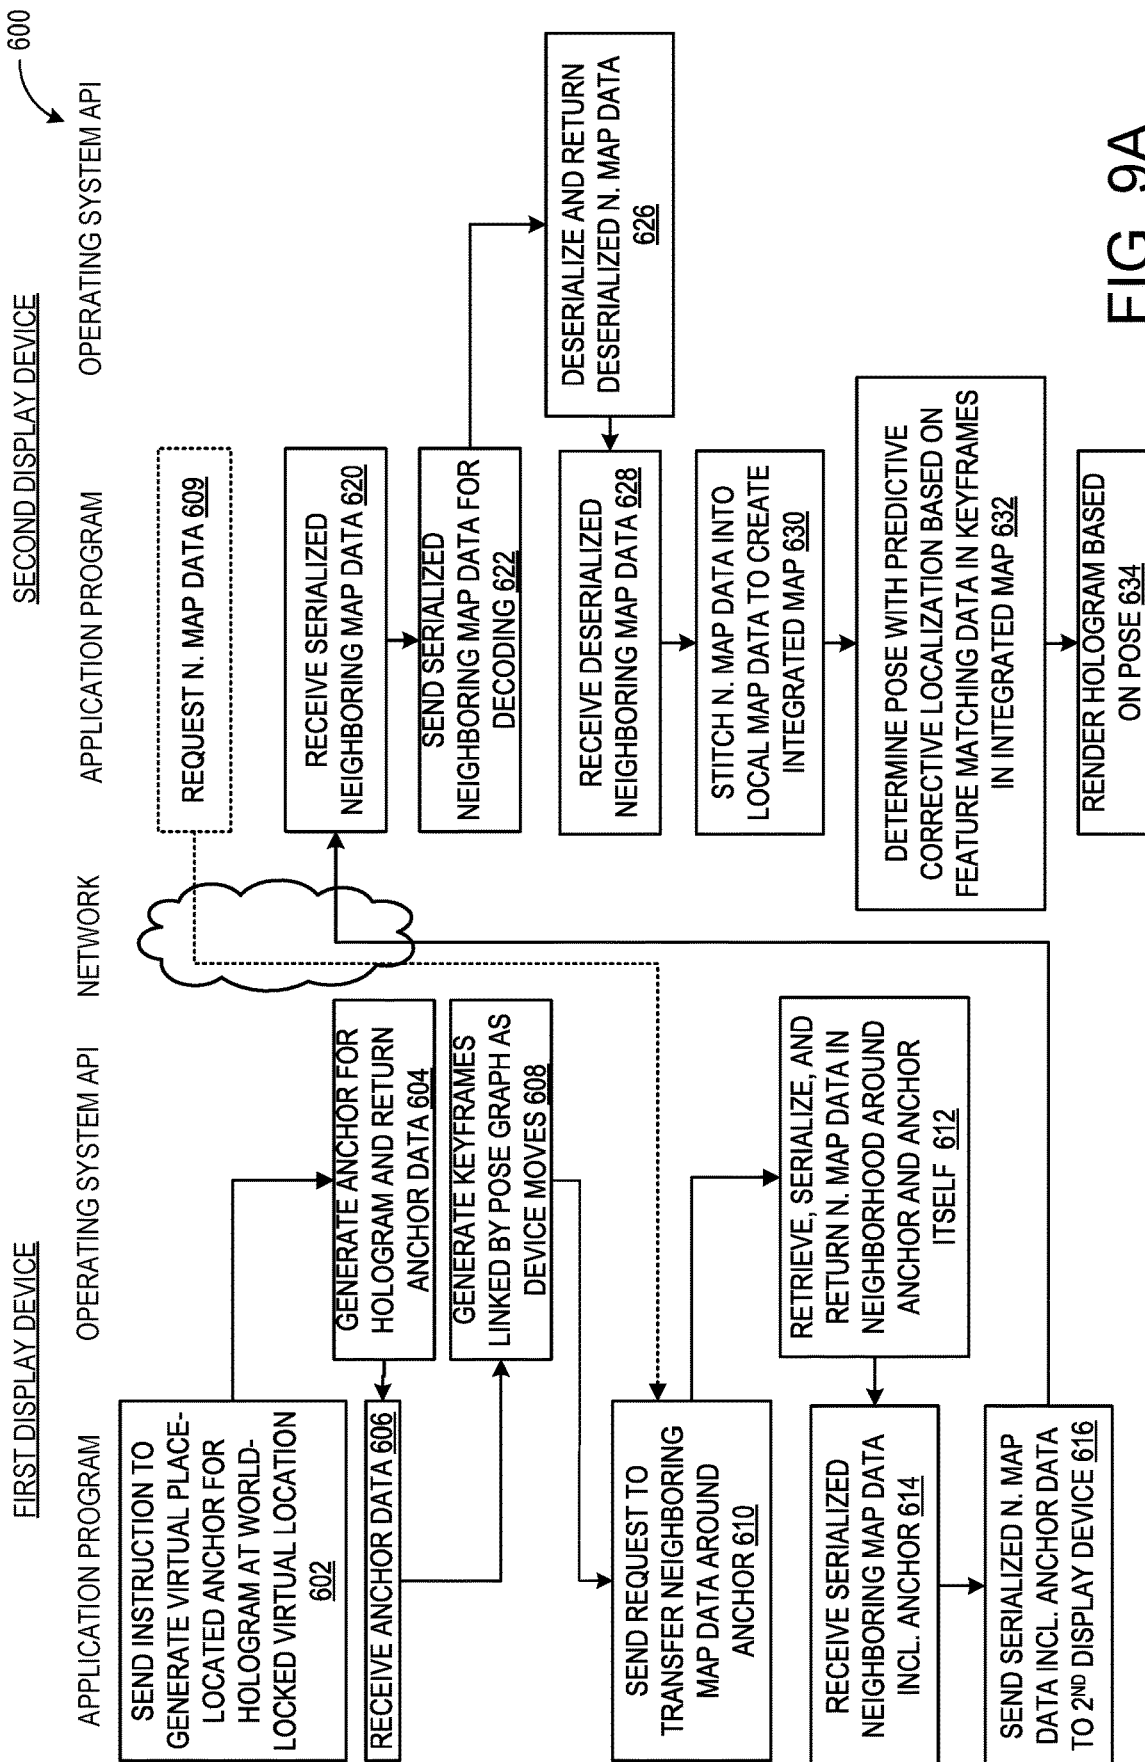 600
FIRST DISPLAY DEVICE
SECOND DISPLAY DEVICE
APPLICATION PROGRAM
OPERATING SYSTEM API
NETWORK
APPLICATION PROGRAM
OPERATING SYSTEM API
SEND INSTRUCTION TO
GENERATE VIRTUAL PLACE-
LOCATED ANCHOR FOR
HOLOGRAM AT WORLD-
LOCKED VIRTUAL LOCATION
602
GENERATE ANCHOR FOR
HOLOGRAM AND RETURN
ANCHOR DATA 604
RECEIVE ANCHOR DATA 606
GENERATE KEYFRAMES
LINKED BY POSE GRAPH AS
DEVICE MOVES 608
REQUEST N. MAP DATA 609
SEND REQUEST TO
TRANSFER NEIGHBORING
MAP DATA AROUND
ANCHOR 610
RETRIEVE, SERIALIZE, AND
RETURN N. MAP DATA IN
NEIGHBORHOOD AROUND
ANCHOR AND ANCHOR
ITSELF 612
RECEIVE SERIALIZED
NEIGHBORING MAP DATA
INCL. ANCHOR 614
SEND SERIALIZED N. MAP
DATA INCL. ANCHOR DATA
TO 2ND DISPLAY DEVICE 616
RECEIVE SERIALIZED
NEIGHBORING MAP DATA 620
SEND SERIALIZED
NEIGHBORING MAP DATA FOR
DECODING 622
DESERIALIZE AND RETURN
DESERIALIZED N. MAP DATA
626
RECEIVE DESERIALIZED
NEIGHBORING MAP DATA 628
STITCH N. MAP DATA INTO
LOCAL MAP DATA TO CREATE
INTEGRATED MAP 630
DETERMINE POSE WITH PREDICTIVE
CORRECTIVE LOCALIZATION BASED ON
FEATURE MATCHING DATA IN KEYFRAMES
IN INTEGRATED MAP 632
RENDER HOLOGRAM BASED
ON POSE 634
FIG. 9A